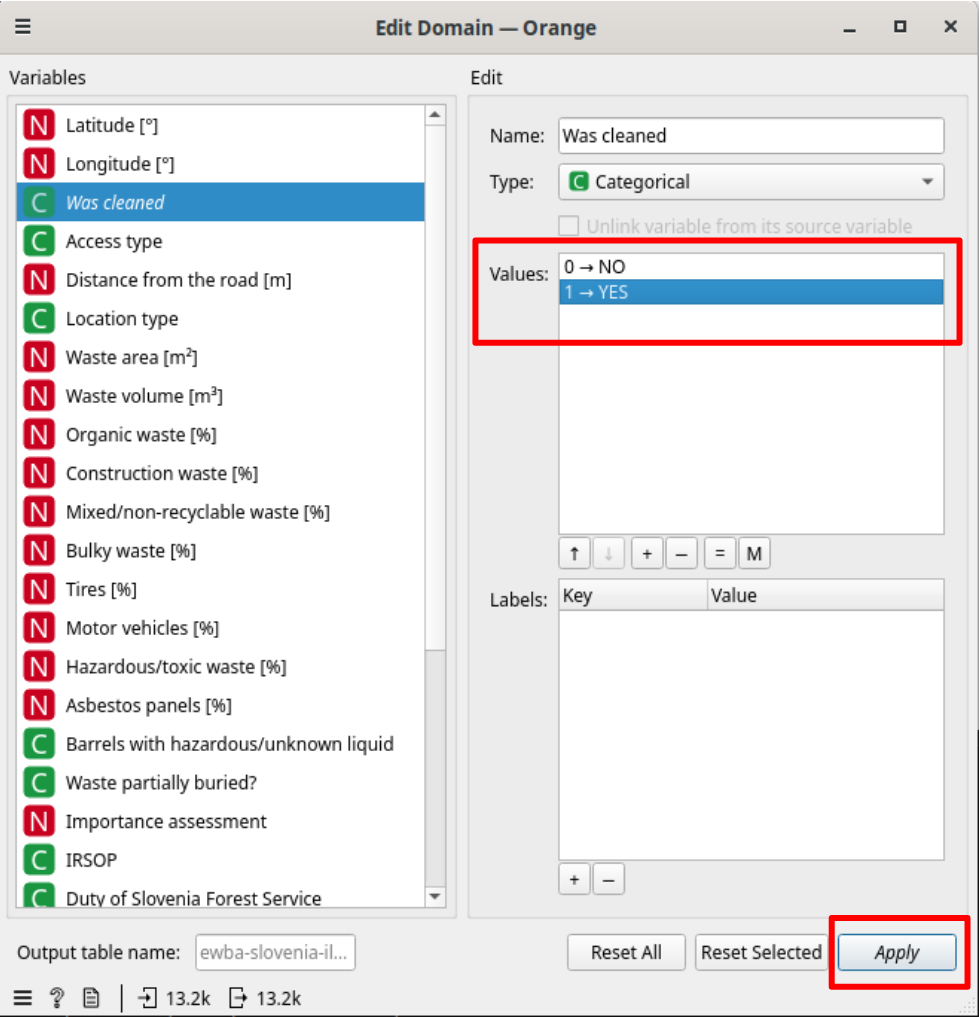 Edit Domain — Orange
Variables
N Latitude [°]
N Longitude [°]
C Was cleaned
C Access type
N Distance from the road [m]
C Location type
N Waste area [m²]
N Waste volume [m³]
N Organic waste [%]
N Construction waste [%]
N Mixed/non-recyclable waste [%]
N Bulky waste [%]
N Tires [%]
N Motor vehicles [%]
N Hazardous/toxic waste [%]
N Asbestos panels [%]
C Barrels with hazardous/unknown liquid
C Waste partially buried?
N Importance assessment
C IRSOP
C Duty of Slovenia Forest Service
Edit
Name: Was cleaned
Type: C Categorical
Unlink variable from its source variable
Values: 0 → NO
1 → YES
↑ ↓ + − = M
Labels: Key Value
+ −
Output table name: ewba-slovenia-il...
Reset All Reset Selected Apply
? 13.2k 13.2k